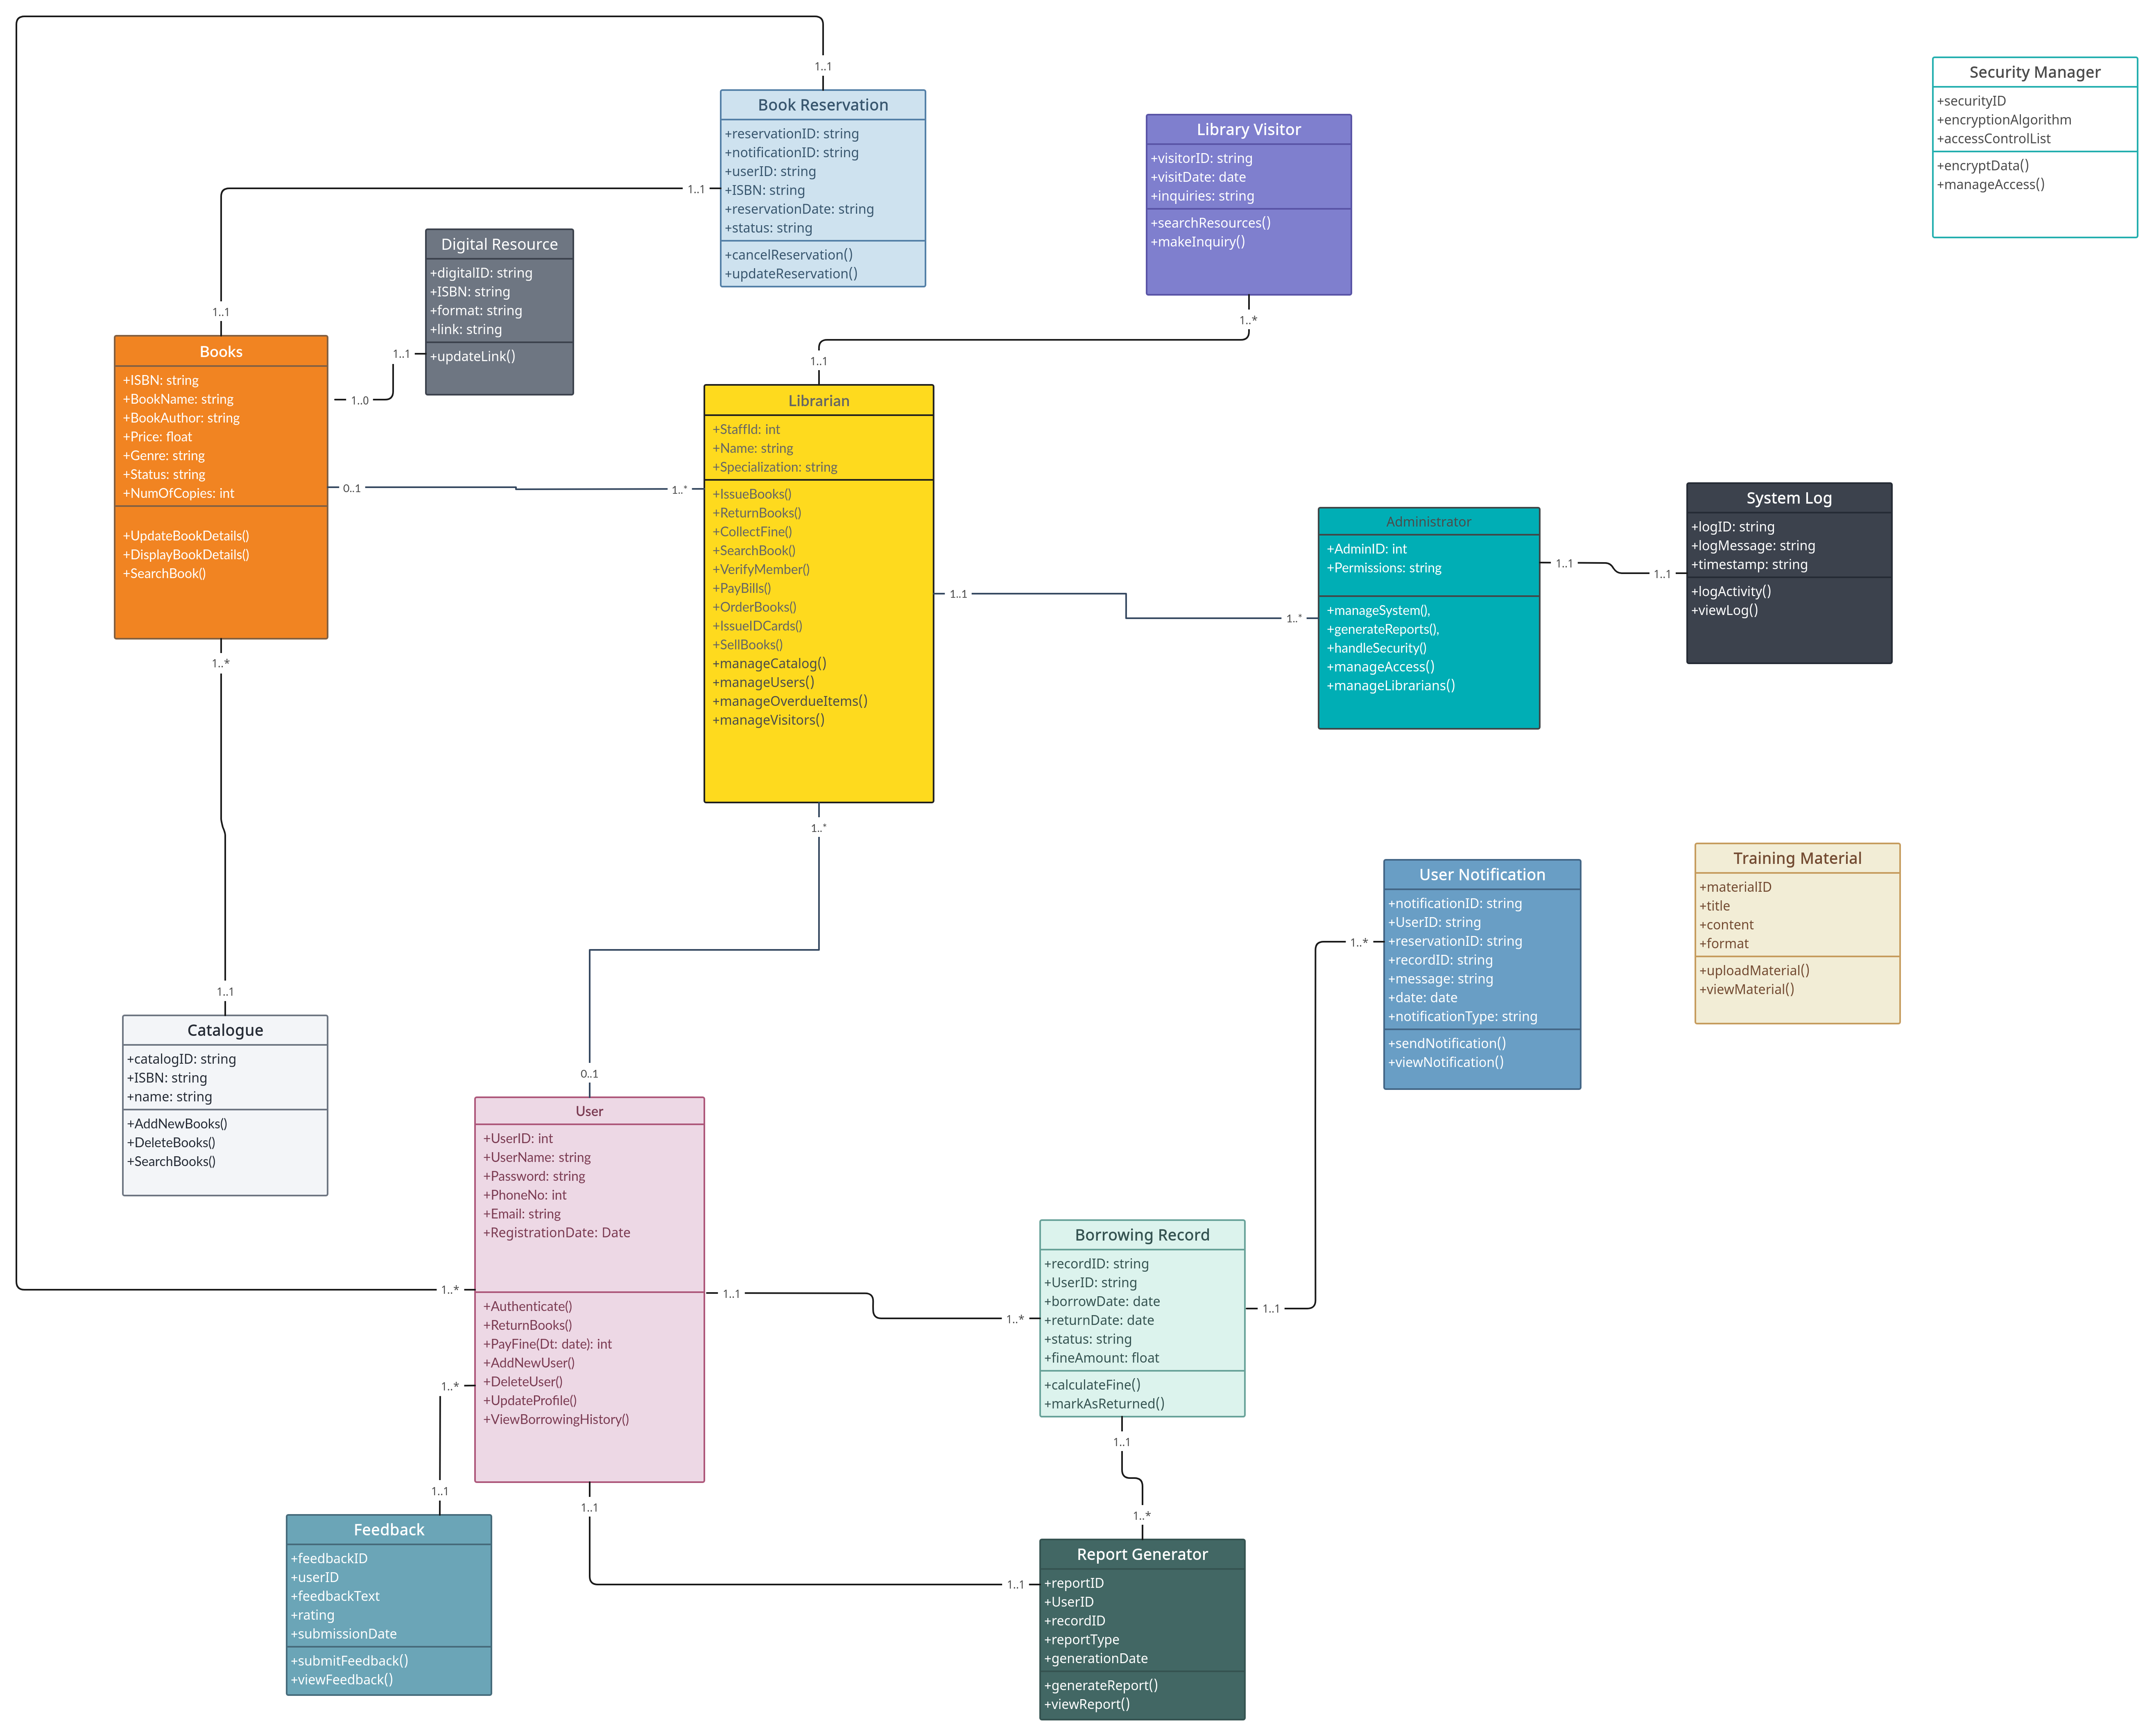 1..1
Book Reservation
+reservationID: string
+notificationID: string
+userID: string
+ISBN: string
+reservationDate: string
+status: string
+cancelReservation()
+updateReservation()
1..1
1..1
Library Visitor
+visitorID: string
+visitDate: date
+inquiries: string
+searchResources()
+makeInquiry()
1..*
1..1
Security Manager
+securityID
+encryptionAlgorithm
+accessControlList
+encryptData()
+manageAccess()
Digital Resource
+digitalID: string
+ISBN: string
+format: string
+link: string
+updateLink()
1..1
1..0
Books
+ISBN: string
+BookName: string
+BookAuthor: string
+Price: float
+Genre: string
+Status: string
+NumOfCopies: int
+UpdateBookDetails()
+DisplayBookDetails()
+SearchBook()
0..1
1..*
1..*
1..1
Librarian
+StaffId: int
+Name: string
+Specialization: string
+IssueBooks()
+ReturnBooks()
+CollectFine()
+SearchBook()
+VerifyMember()
+PayBills()
+OrderBooks()
+IssueIDCards()
+SellBooks()
+manageCatalog()
+manageUsers()
+manageOverdueItems()
+manageVisitors()
1..1
1..*
1..*
0..1
Administrator
+AdminID: int
+Permissions: string
+manageSystem(),
+generateReports(),
+handleSecurity()
+manageAccess()
+manageLibrarians()
1..1
1..1
System Log
+logID: string
+logMessage: string
+timestamp: string
+logActivity()
+viewLog()
User Notification
+notificationID: string
+UserID: string
+reservationID: string
+recordID: string
+message: string
+date: date
+notificationType: string
+sendNotification()
+viewNotification()
1..*
Training Material
+materialID
+title
+content
+format
+uploadMaterial()
+viewMaterial()
Catalogue
+catalogID: string
+ISBN: string
+name: string
+AddNewBooks()
+DeleteBooks()
+SearchBooks()
User
+UserID: int
+UserName: string
+Password: string
+PhoneNo: int
+Email: string
+RegistrationDate: Date
+Authenticate()
+ReturnBooks()
+PayFine(Dt: date): int
+AddNewUser()
+DeleteUser()
+UpdateProfile()
+ViewBorrowingHistory()
1..*
1..1
1..*
1..*
1..1
1..1
1..1
Borrowing Record
+recordID: string
+UserID: string
+borrowDate: date
+returnDate: date
+status: string
+fineAmount: float
+calculateFine()
+markAsReturned()
1..1
1..1
1..*
Feedback
+feedbackID
+userID
+feedbackText
+rating
+submissionDate
+submitFeedback()
+viewFeedback()
Report Generator
+reportID
+UserID
+recordID
+reportType
+generationDate
+generateReport()
+viewReport()